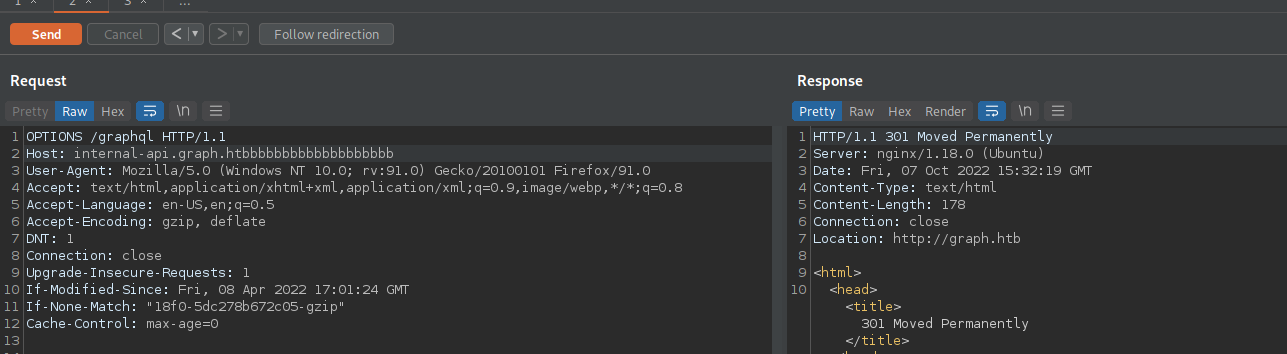 1 × 2 × 3 × ...
Send Cancel < > Follow redirection
Request
Pretty Raw Hex \n
1 OPTIONS /graphql HTTP/1.1
2 Host: internal-api.graph.htbbbbbbbbbbbbbbbbbbbb
3 User-Agent: Mozilla/5.0 (Windows NT 10.0; rv:91.0) Gecko/20100101 Firefox/91.0
4 Accept: text/html,application/xhtml+xml,application/xml;q=0.9,image/webp,*/*;q=0.8
5 Accept-Language: en-US,en;q=0.5
6 Accept-Encoding: gzip, deflate
7 DNT: 1
8 Connection: close
9 Upgrade-Insecure-Requests: 1
10 If-Modified-Since: Fri, 08 Apr 2022 17:01:24 GMT
11 If-None-Match: "18f0-5dc278b672c05-gzip"
12 Cache-Control: max-age=0
13
Response
Pretty Raw Hex Render \n
1 HTTP/1.1 301 Moved Permanently
2 Server: nginx/1.18.0 (Ubuntu)
3 Date: Fri, 07 Oct 2022 15:32:19 GMT
4 Content-Type: text/html
5 Content-Length: 178
6 Connection: close
7 Location: http://graph.htb
8
9 <html>
10 <head>
<title>
301 Moved Permanently
</title>